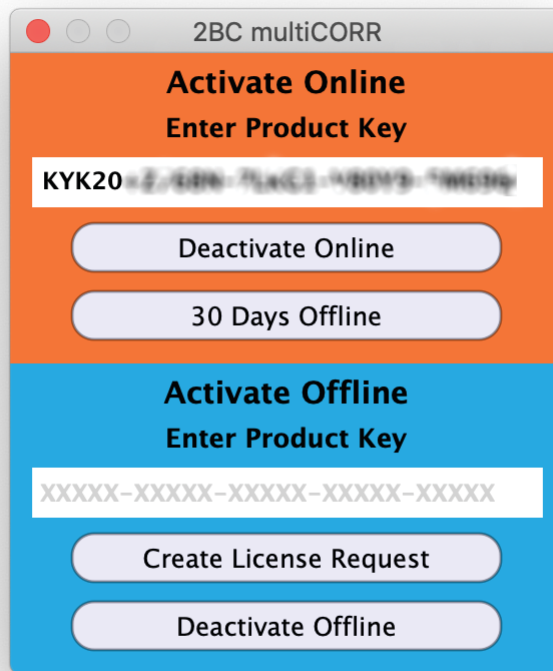 2BC multiCORR
Activate Online
Enter Product Key
KYK20
Deactivate Online
30 Days Offline
Activate Offline
Enter Product Key
XXXXX-XXXXX-XXXXX-XXXXX-XXXXX
Create License Request
Deactivate Offline